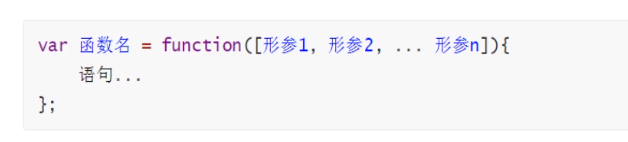 var 函数名 = function([形参1, 形参2, ... 形参n]){
    语句...
};